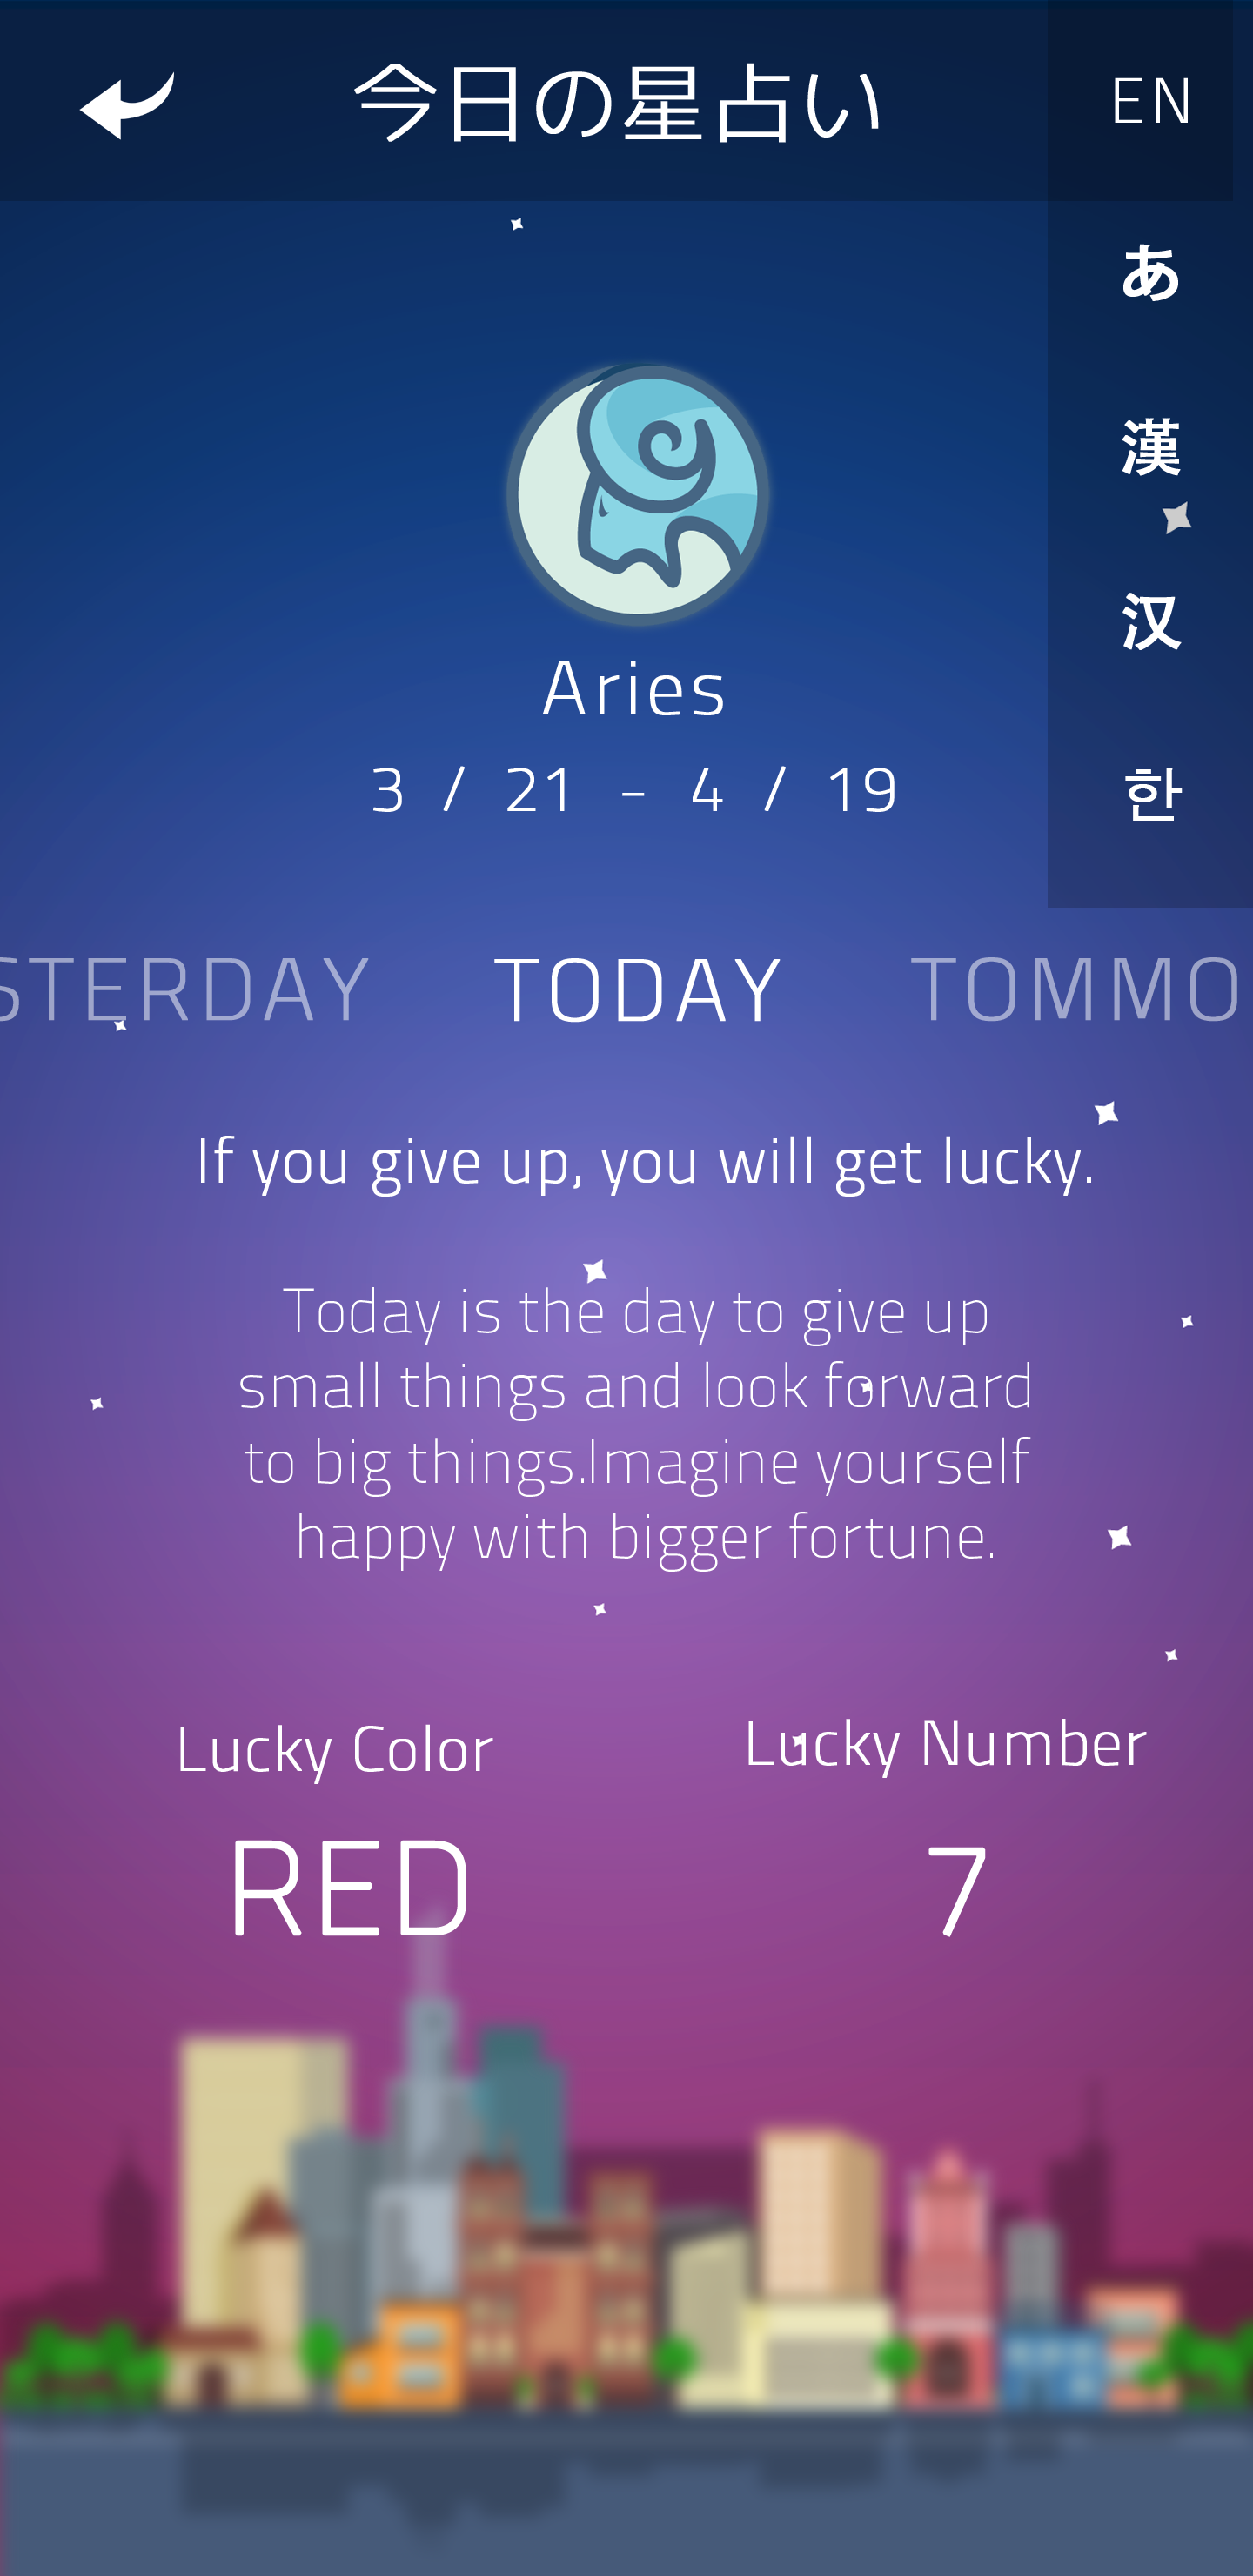 今日の星占い
EN
あ
漢
汉
한
Aries
3 / 21 - 4 / 19
STERDAY TODAY TOMMO
If you give up, you will get lucky.
Today is the day to give up
small things and look forward
to big things.Imagine yourself
happy with bigger fortune.
Lucky Color
RED
Lucky Number
7